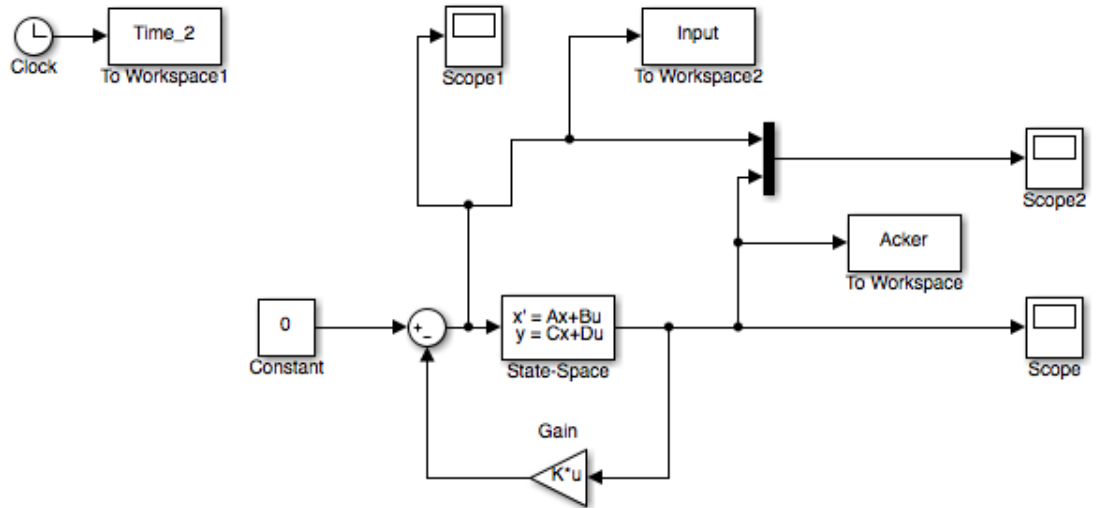 Time_2
Clock
To Workspace1
Scope1
Input
To Workspace2
Scope2
Acker
To Workspace
0
Constant
+
−
x' = Ax+Bu
y = Cx+Du
State-Space
Scope
Gain
K*u